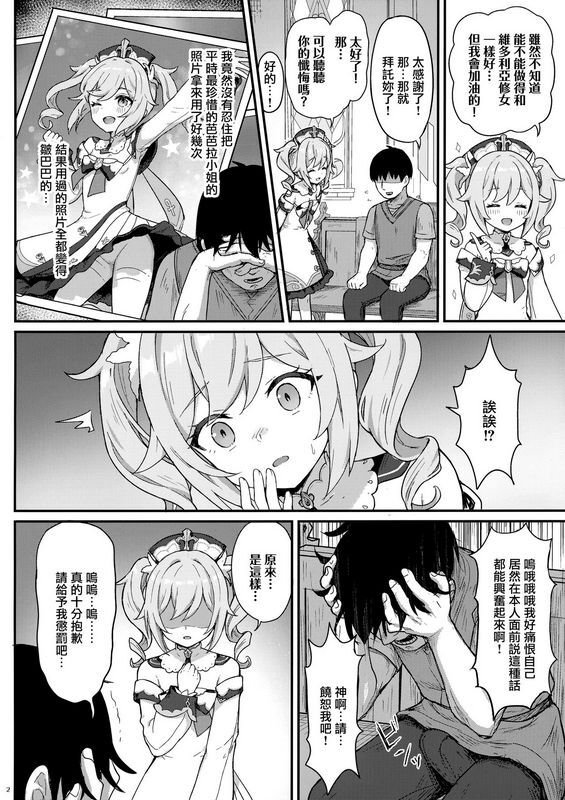 雖然不知道
能不能做得和
維多利亞修女
一樣好…
但我會加油的！
太感謝了！
那…那就
拜託妳了！
太好了！
那…
可以聽聽
你的懺悔嗎？
好的…！
我竟然沒有忍住把
平時最珍惜的芭芭拉小姐的
照片拿來用了好幾次
結果用過的照片全都變得
皺巴巴的…
誒誒!?
嗚哦哦哦我好痛恨自己
居然在本人面前說這種話
都能興奮起來啊！
神啊…請
饒恕我吧！
原來…
是這樣…
嗚嗚…嗚……
真的十分抱歉
請給予我懲罰吧…
2